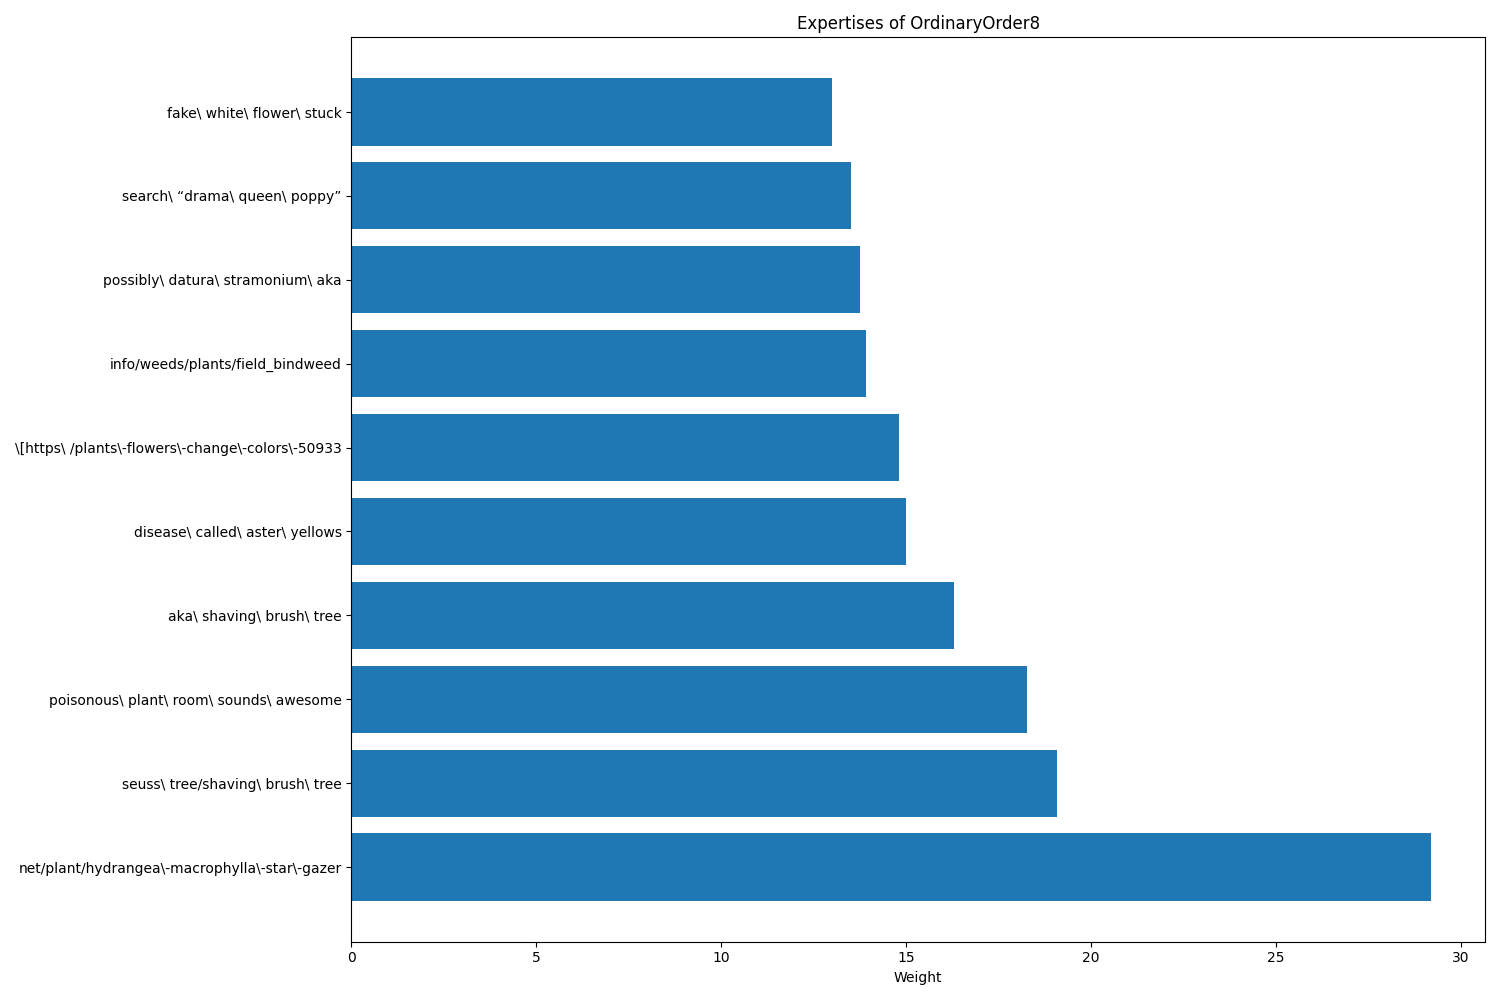 Expertises of OrdinaryOrder8
fake\ white\ flower\ stuck
search\ “drama\ queen\ poppy”
possibly\ datura\ stramonium\ aka
info/weeds/plants/field_bindweed
\[https\ /plants\-flowers\-change\-colors\-50933
disease\ called\ aster\ yellows
aka\ shaving\ brush\ tree
poisonous\ plant\ room\ sounds\ awesome
seuss\ tree/shaving\ brush\ tree
net/plant/hydrangea\-macrophylla\-star\-gazer
0 5 10 15 20 25 30
Weight